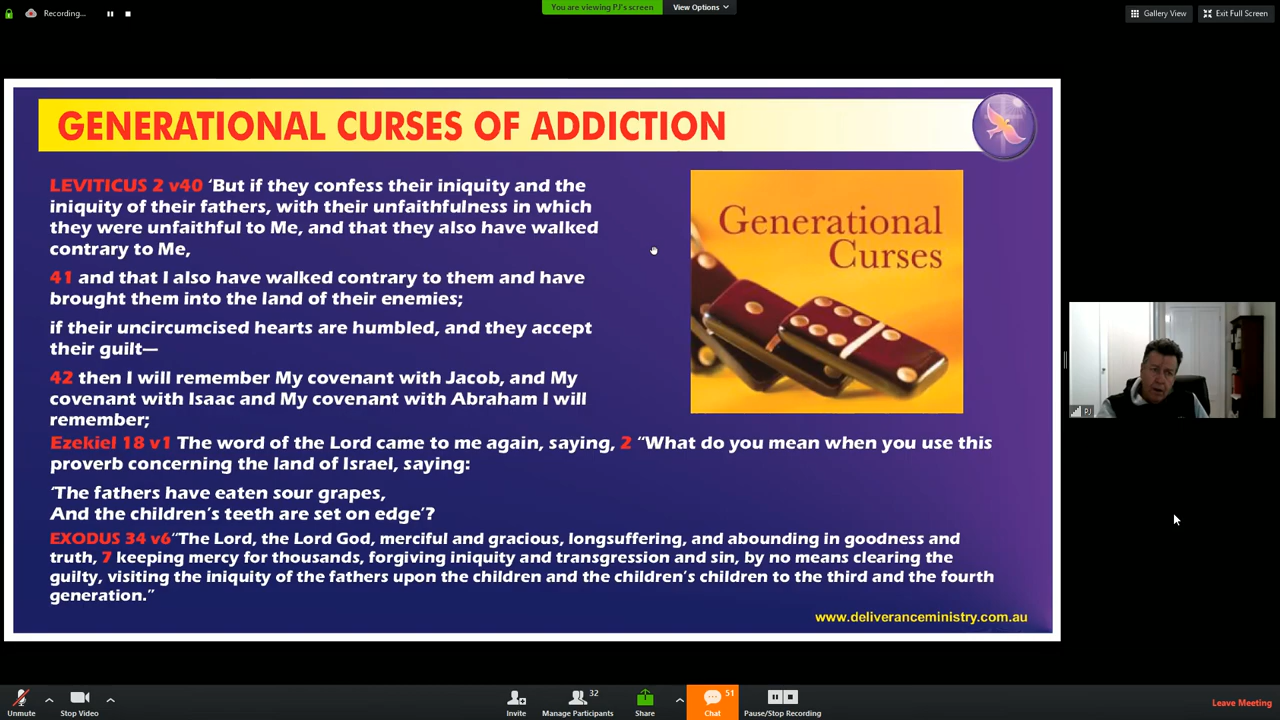 Recording...
You are viewing PJ's screen
View Options
Gallery View
Exit Full Screen
GENERATIONAL CURSES OF ADDICTION
LEVITICUS 2 v40 ‘But if they confess their iniquity and the
iniquity of their fathers, with their unfaithfulness in which
they were unfaithful to Me, and that they also have walked
contrary to Me,
41 and that I also have walked contrary to them and have
brought them into the land of their enemies;
if their uncircumcised hearts are humbled, and they accept
their guilt—
42 then I will remember My covenant with Jacob, and My
covenant with Isaac and My covenant with Abraham I will
remember;
Generational
Curses
Ezekiel 18 v1 The word of the Lord came to me again, saying, 2 “What do you mean when you use this
proverb concerning the land of Israel, saying:
‘The fathers have eaten sour grapes,
And the children’s teeth are set on edge’?
EXODUS 34 v6“The Lord, the Lord God, merciful and gracious, longsuffering, and abounding in goodness and
truth, 7 keeping mercy for thousands, forgiving iniquity and transgression and sin, by no means clearing the
guilty, visiting the iniquity of the fathers upon the children and the children’s children to the third and the fourth
generation.”
www.deliveranceministry.com.au
PJ
Unmute
Stop Video
Invite
32
Manage Participants
Share
51
Chat
Pause/Stop Recording
Leave Meeting